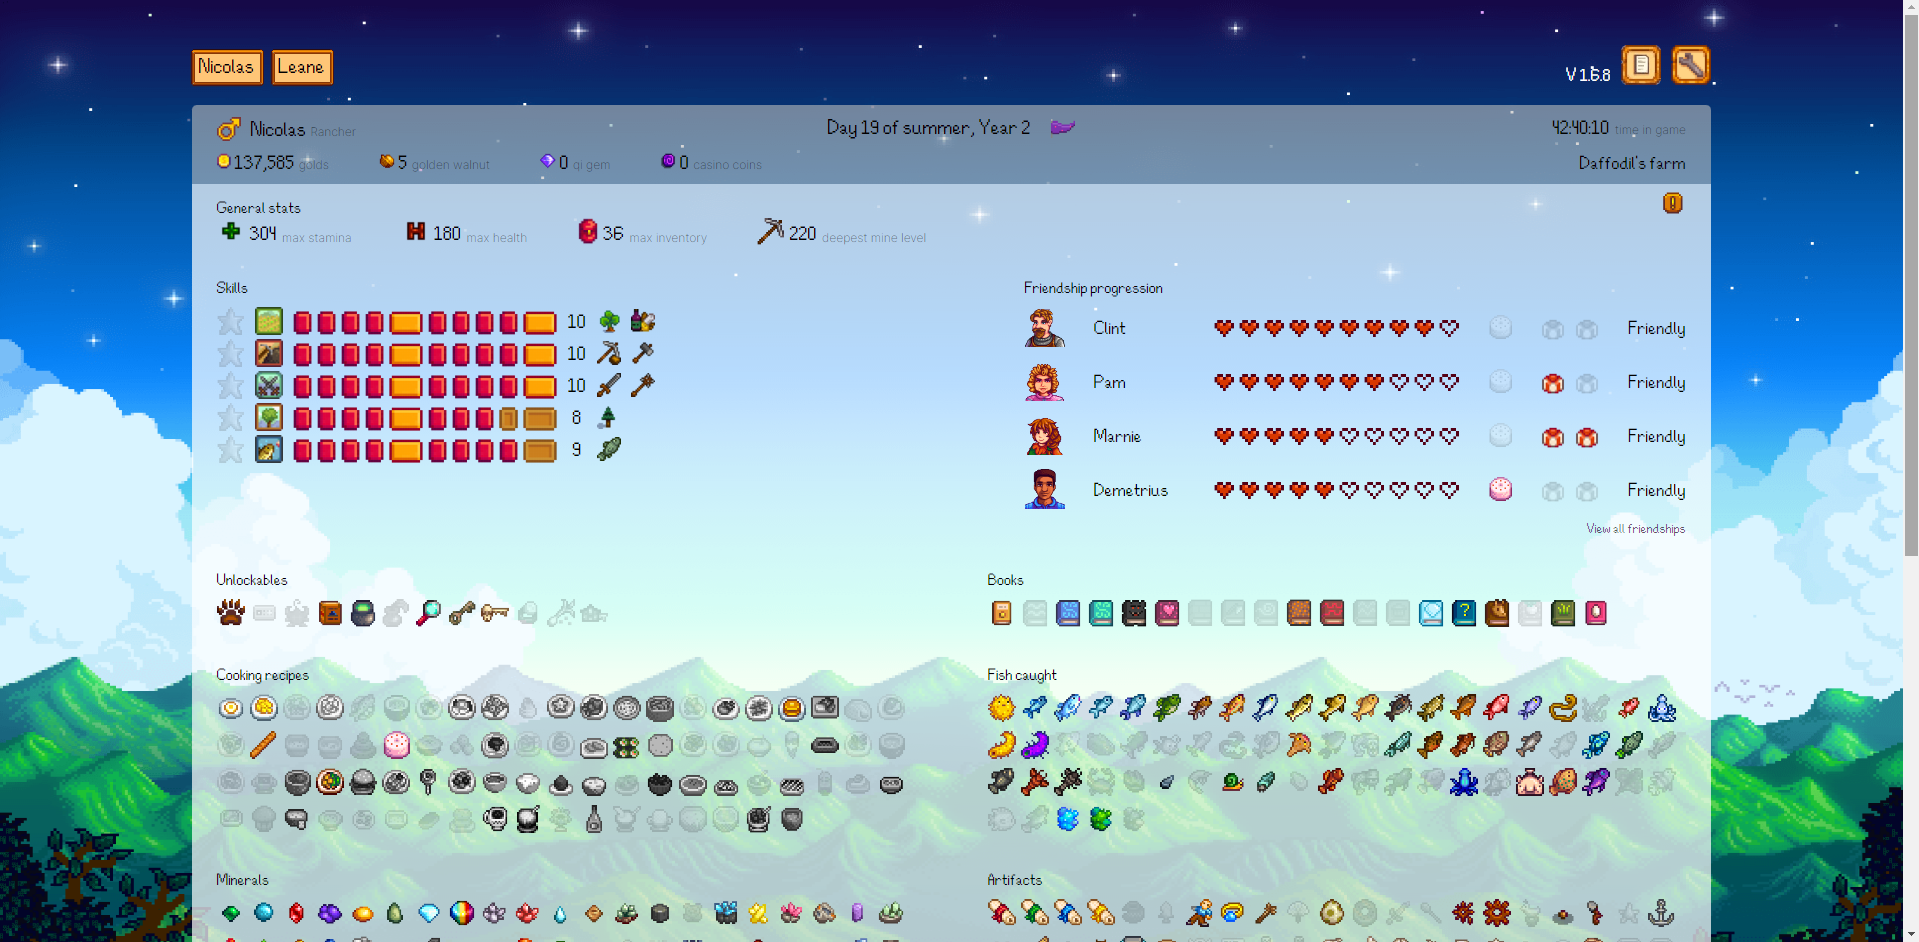 Nicolas Leane
V 1.6.8
Nicolas Rancher
Day 19 of summer, Year 2
42:40:10 time in game
137,585 golds
5 golden walnut
0 qi gem
0 casino coins
Daffodil's farm
General stats
304 max stamina
180 max health
36 max inventory
220 deepest mine level
Skills
10
10
10
8
9
Friendship progression
Clint Friendly
Pam Friendly
Marnie Friendly
Demetrius Friendly
View all friendships
Unlockables
Books
Cooking recipes
Fish caught
Minerals
Artifacts